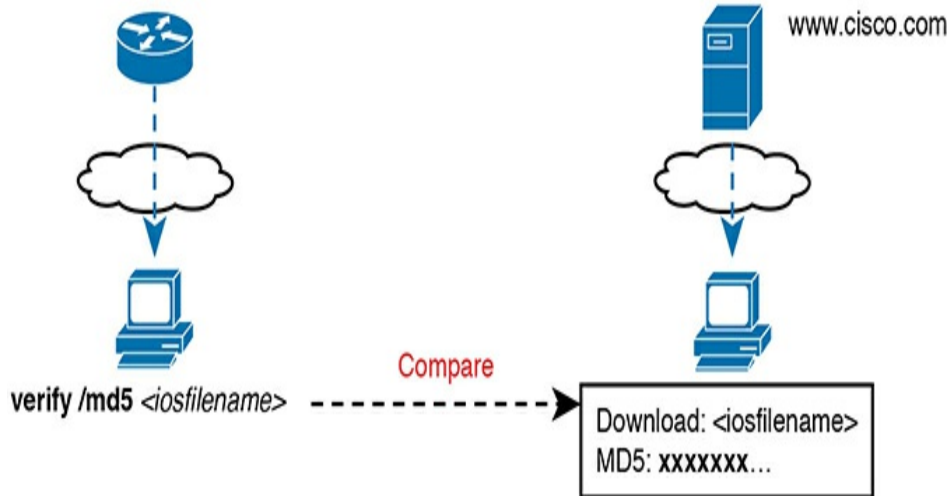 www.cisco.com
Compare
verify /md5 <iosfilename>
Download: <iosfilename>
MD5: xxxxxxx...